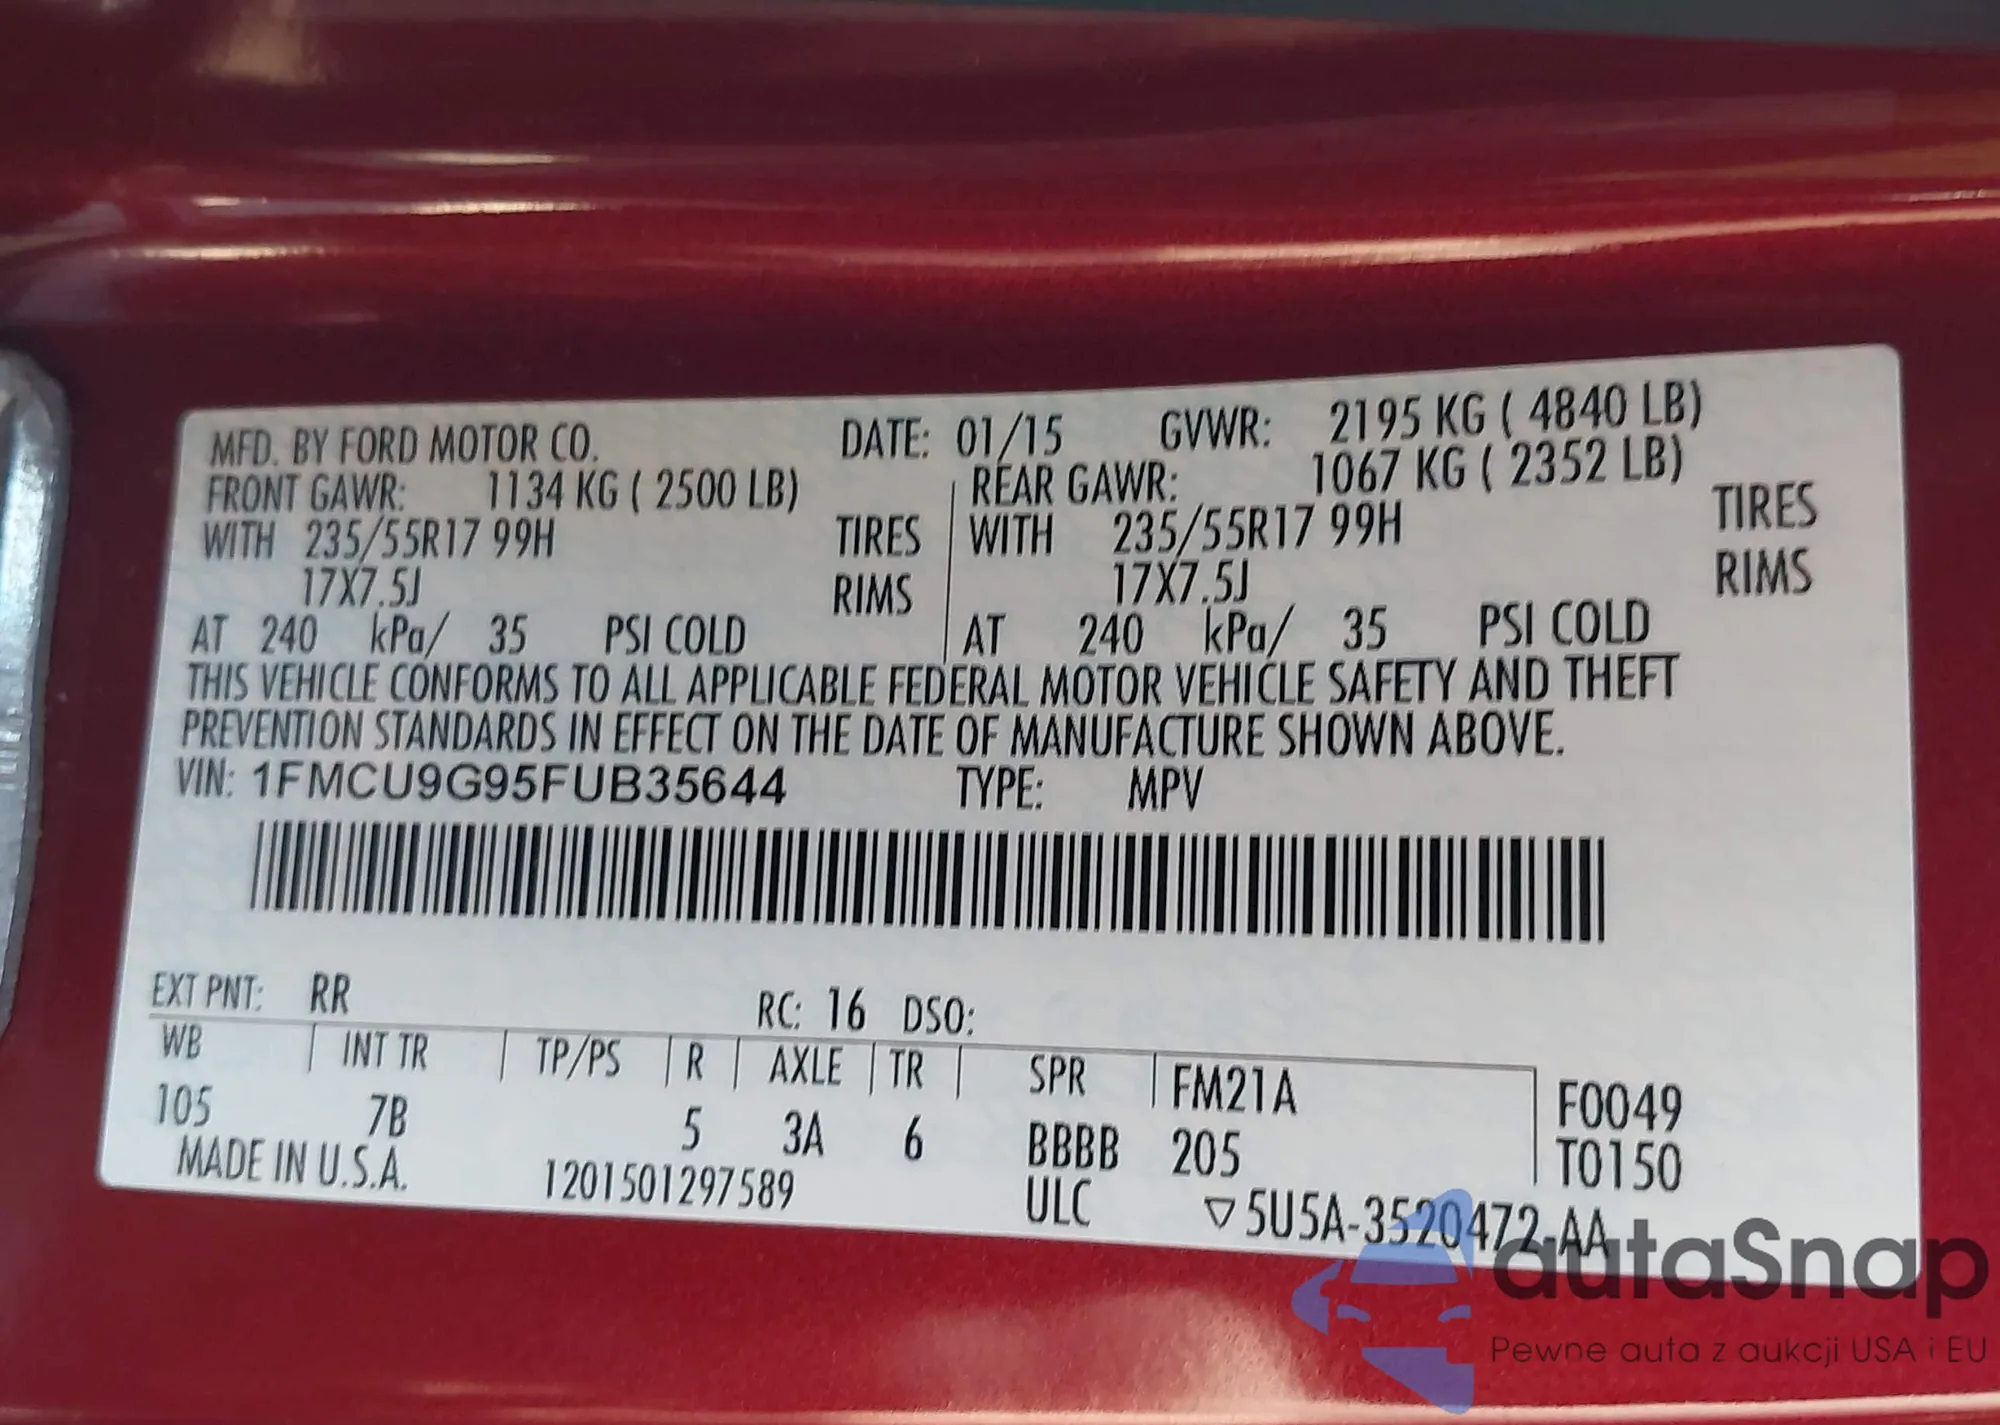 MFD. BY FORD MOTOR CO. DATE: 01/15 GVWR: 2195 KG ( 4840 LB)
FRONT GAWR: 1134 KG ( 2500 LB) REAR GAWR: 1067 KG ( 2352 LB)
WITH 235/55R17 99H TIRES WITH 235/55R17 99H TIRES
17X7.5J RIMS 17X7.5J RIMS
AT 240 kPa/ 35 PSI COLD AT 240 kPa/ 35 PSI COLD
THIS VEHICLE CONFORMS TO ALL APPLICABLE FEDERAL MOTOR VEHICLE SAFETY AND THEFT
PREVENTION STANDARDS IN EFFECT ON THE DATE OF MANUFACTURE SHOWN ABOVE.
VIN: 1FMCU9G95FUB35644 TYPE: MPV
EXT PNT: RR RC: 16 DSO:
WB INT TR TP/PS R AXLE TR SPR FM21A F0049
105 7B 5 3A 6 BBBB 205 T0150
MADE IN U.S.A. 1201501297589 ULC ▽5U5A-3520472-AA
autaSnap
Pewne auta z aukcji USA i EU